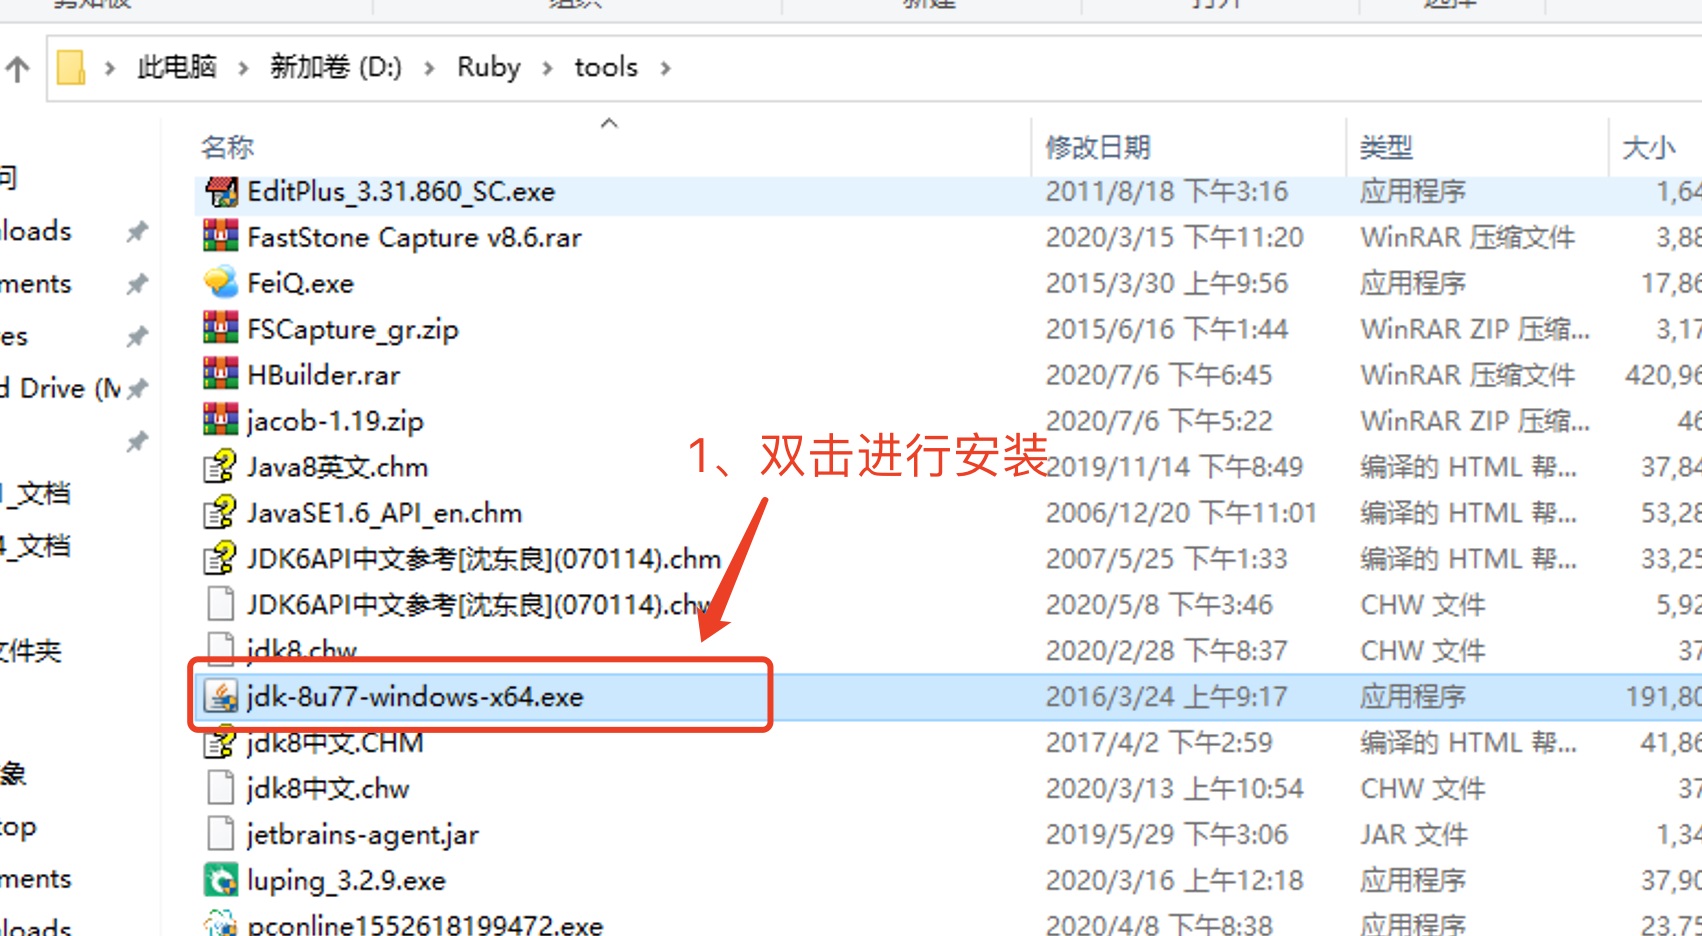 剪贴板 组织 新建 打开 选择
此电脑 新加卷 (D:) Ruby tools
名称 修改日期 类型 大小
问
EditPlus_3.31.860_SC.exe 2011/8/18 下午3:16 应用程序 1,64
loads FastStone Capture v8.6.rar 2020/3/15 下午11:20 WinRAR 压缩文件 3,88
ments FeiQ.exe 2015/3/30 上午9:56 应用程序 17,86
es FSCapture_gr.zip 2015/6/16 下午1:44 WinRAR ZIP 压缩... 3,17
d Drive (M HBuilder.rar 2020/7/6 下午6:45 WinRAR 压缩文件 420,96
jacob-1.19.zip 2020/7/6 下午5:22 WinRAR ZIP 压缩... 46
1、双击进行安装
Java8英文.chm 2019/11/14 下午8:49 编译的 HTML 帮... 37,84
_文档 JavaSE1.6_API_en.chm 2006/12/20 下午11:01 编译的 HTML 帮... 53,28
4_文档 JDK6API中文参考[沈东良](070114).chm 2007/5/25 下午1:33 编译的 HTML 帮... 33,25
JDK6API中文参考[沈东良](070114).chw 2020/5/8 下午3:46 CHW 文件 5,92
文件夹 jdk8.chw 2020/2/28 下午8:37 CHW 文件 37
jdk-8u77-windows-x64.exe 2016/3/24 上午9:17 应用程序 191,80
jdk8中文.CHM 2017/4/2 下午2:59 编译的 HTML 帮... 41,86
象 jdk8中文.chw 2020/3/13 上午10:54 CHW 文件 37
top jetbrains-agent.jar 2019/5/29 下午3:06 JAR 文件 1,34
ments luping_3.2.9.exe 2020/3/16 上午12:18 应用程序 37,90
loads pconline1552618199472.exe 2020/4/8 下午8:38 应用程序 23,75